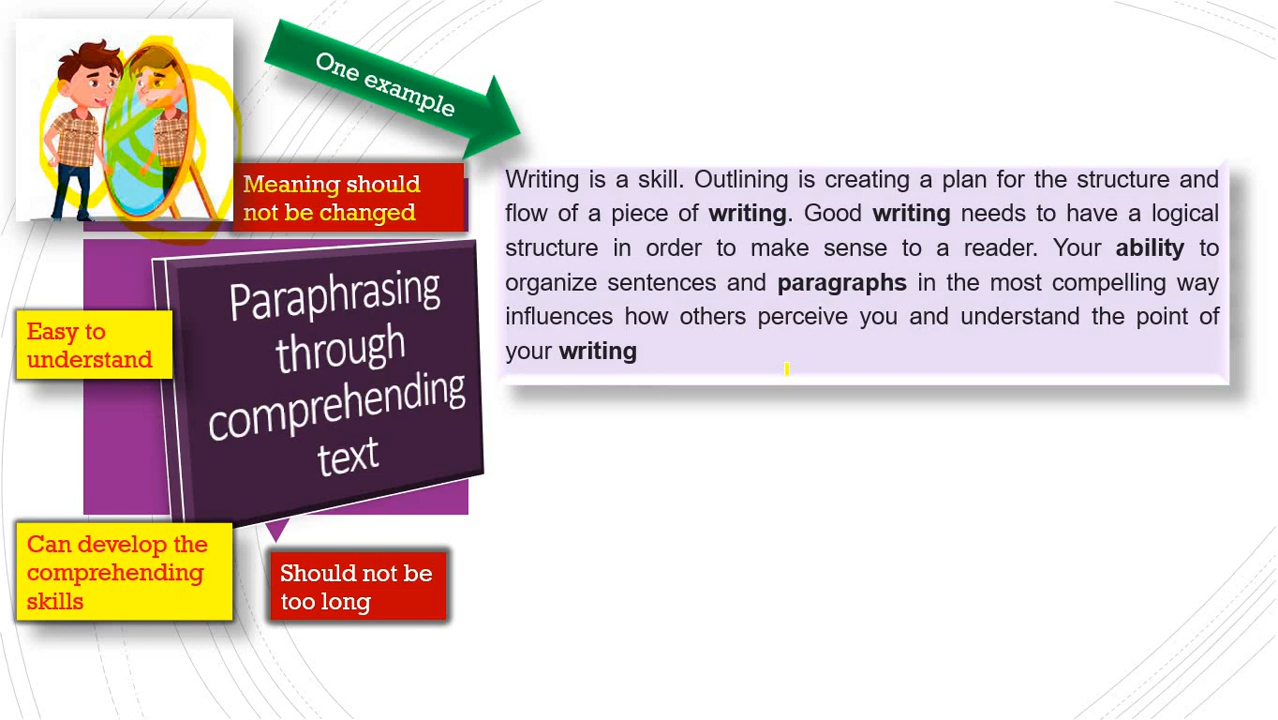 One example
Meaning should
not be changed
Writing is a skill. Outlining is creating a plan for the structure and
flow of a piece of writing. Good writing needs to have a logical
structure in order to make sense to a reader. Your ability to
organize sentences and paragraphs in the most compelling way
influences how others perceive you and understand the point of
your writing
Paraphrasing
through
comprehending
text
Easy to
understand
Can develop the
comprehending
skills
Should not be
too long